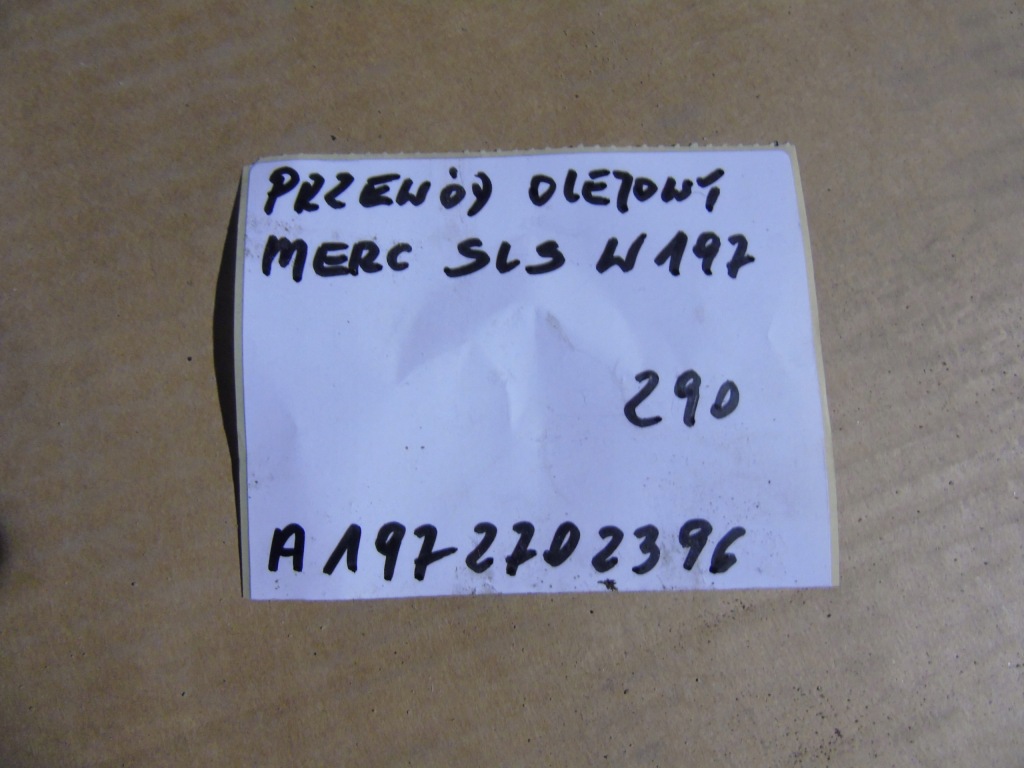 PRZEWÓD OLEJOWY
MERC SLS W197
290
A1972702396